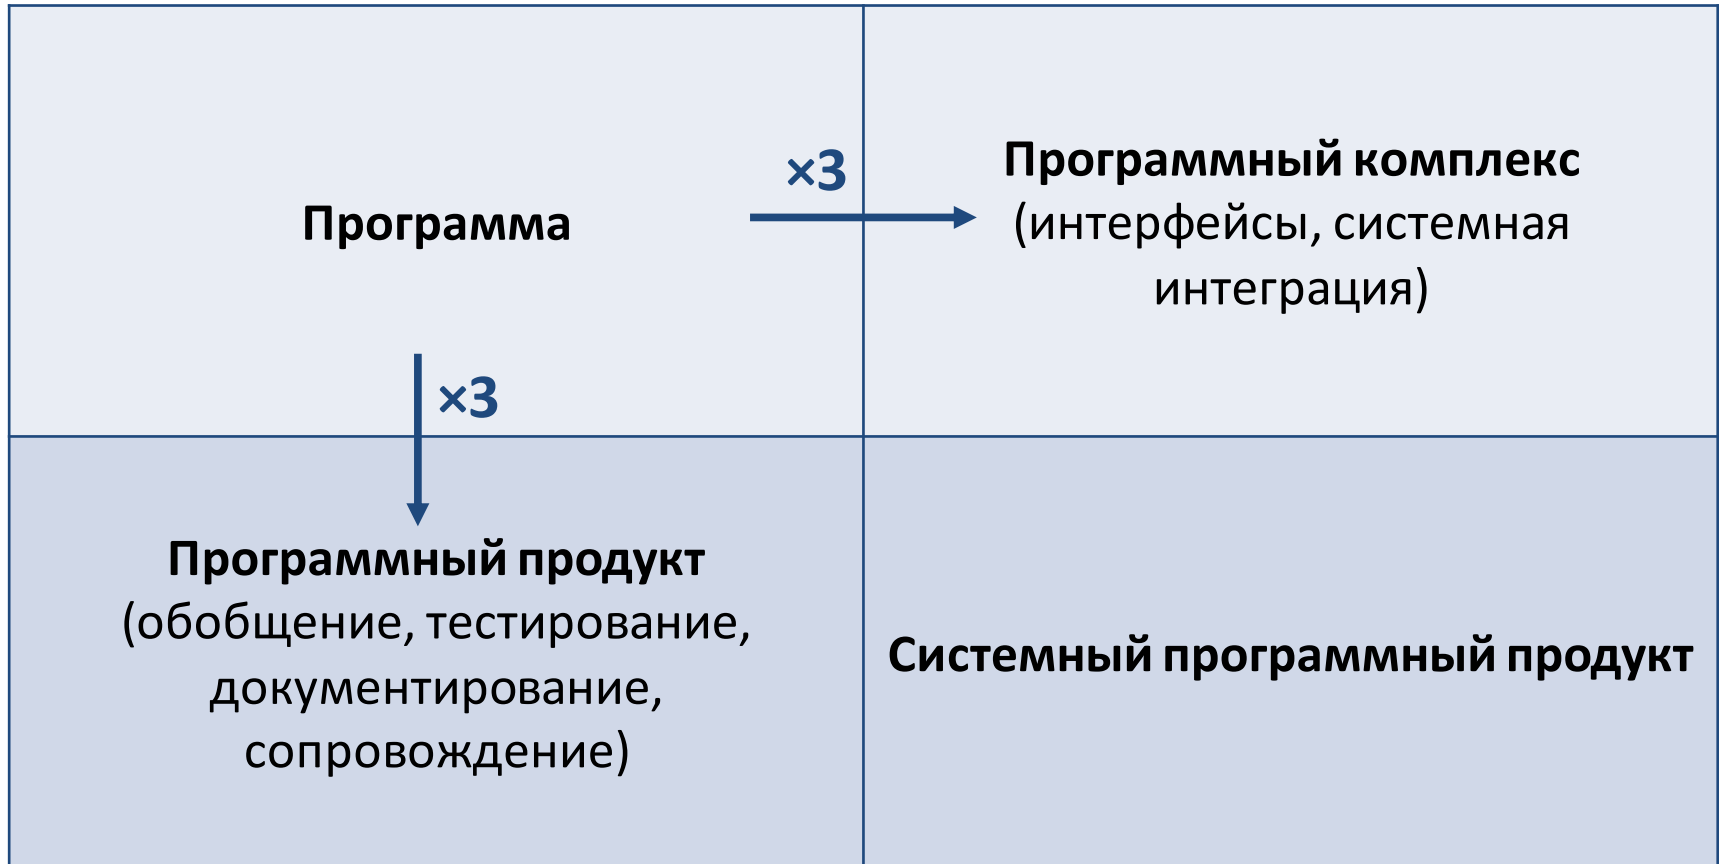 Программа
×3
Программный комплекс
(интерфейсы, системная
интеграция)
×3
Программный продукт
(обобщение, тестирование,
документирование,
сопровождение)
Системный программный продукт